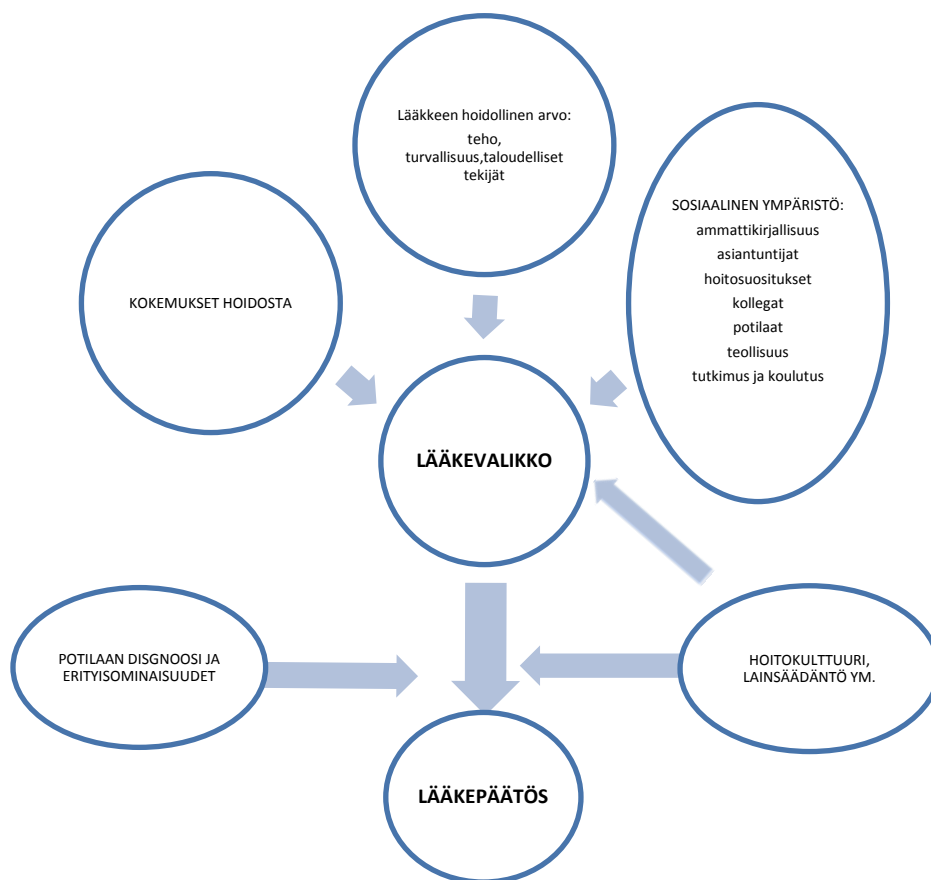 Lääkkeen hoidollinen arvo:
teho,
turvallisuus,taloudelliset
tekijät
KOKEMUKSET HOIDOSTA
SOSIAALINEN YMPÄRISTÖ:
ammattikirjallisuus
asiantuntijat
hoitosuositukset
kollegat
potilaat
teollisuus
tutkimus ja koulutus
LÄÄKEVALIKKO
POTILAAN DISGNOOSI JA
ERITYISOMINAISUUDET
HOITOKULTTUURI,
LAINSÄÄDÄNTÖ YM.
LÄÄKEPÄÄTÖS